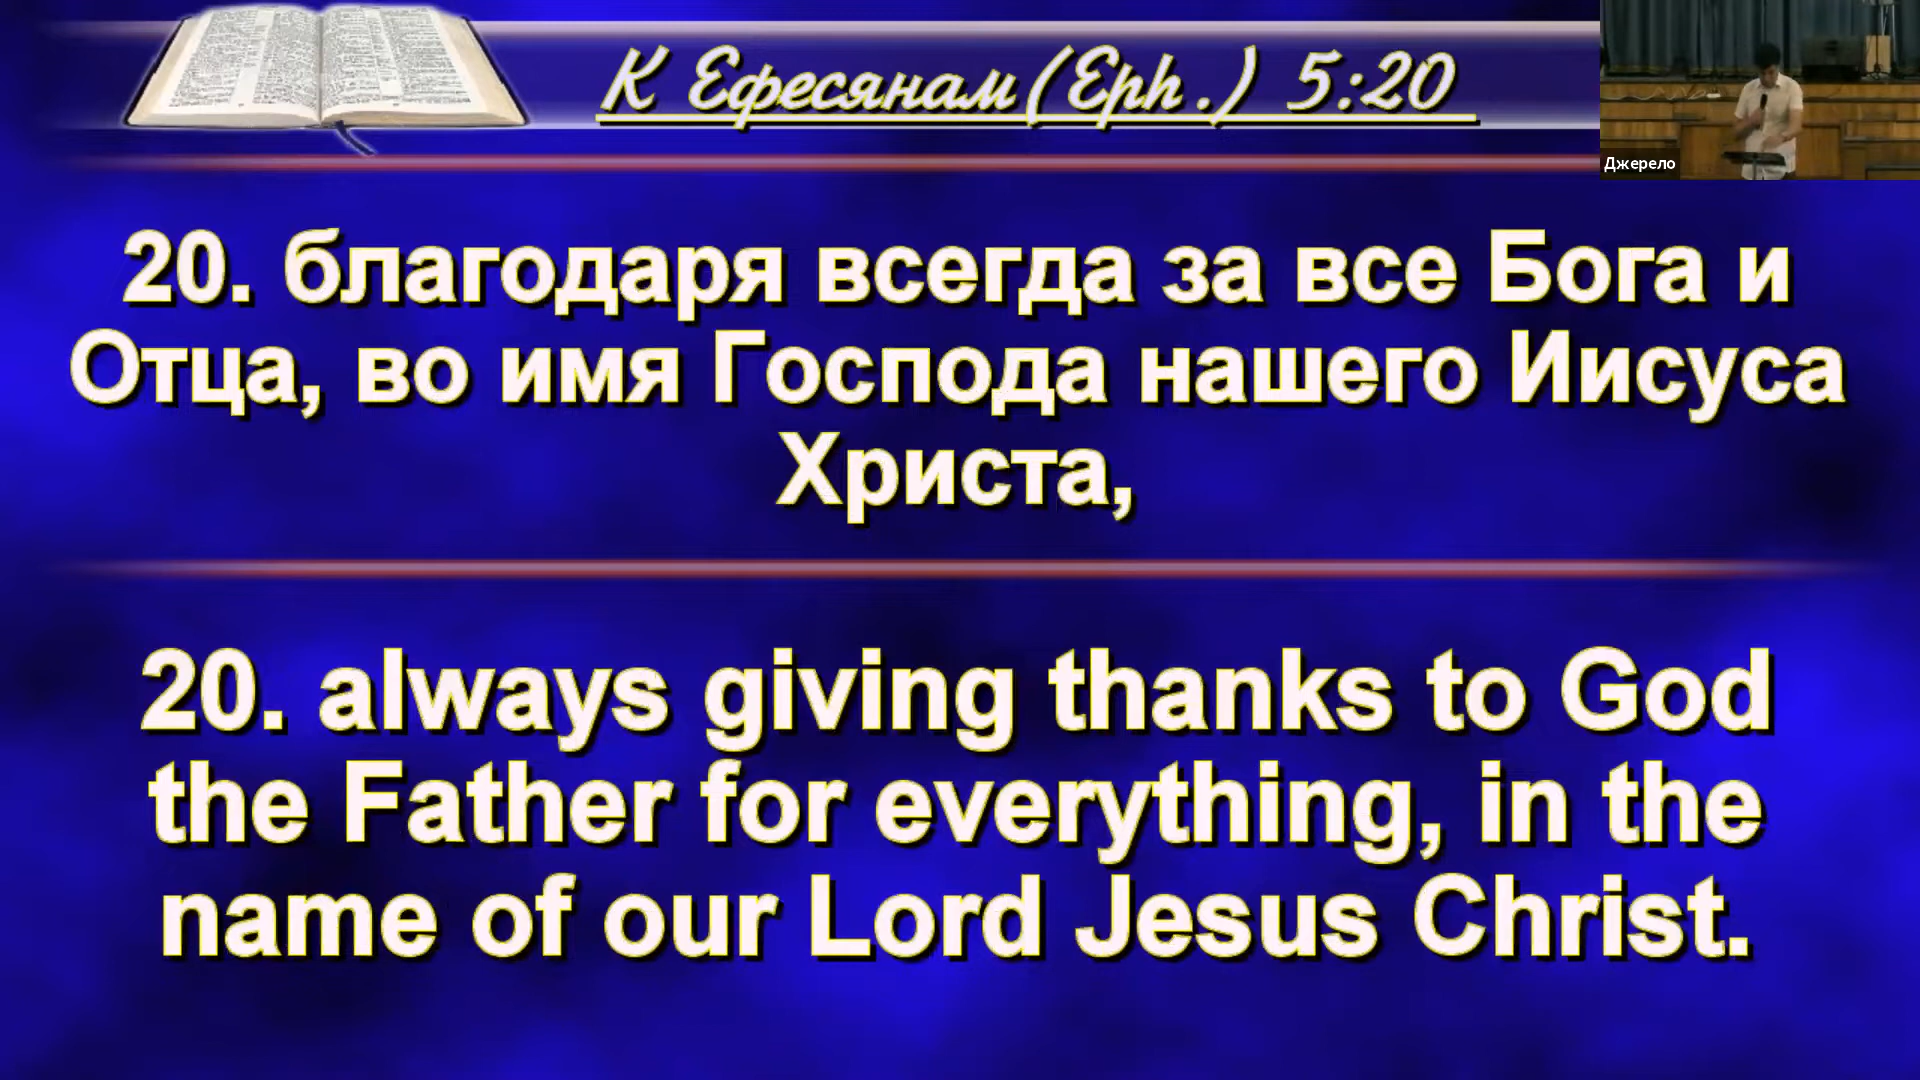 К Ефесянам(Eph.) 5:20
Джерело
20. благодаря всегда за все Бога и
Отца, во имя Господа нашего Иисуса
Христа,
20. always giving thanks to God
the Father for everything, in the
name of our Lord Jesus Christ.